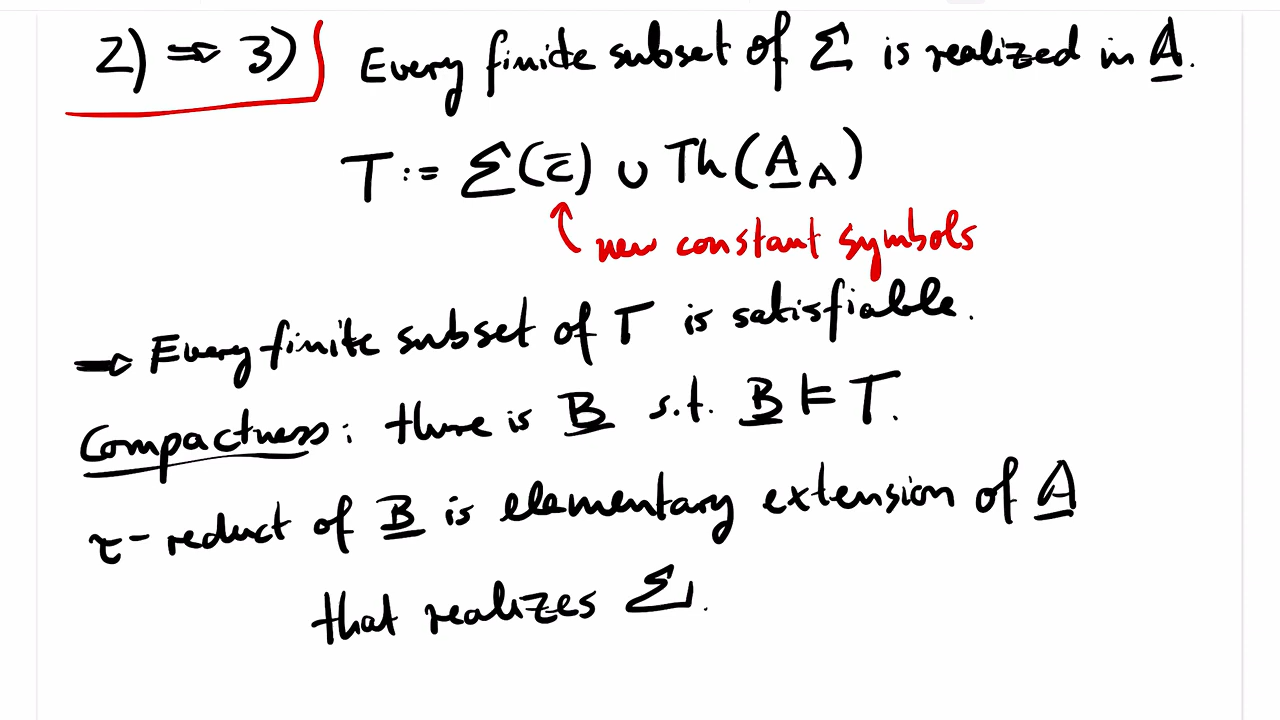 2) ⇒ 3) Every finite subset of Σ is realized in A.
T := Σ(c̄) ∪ Th(A_A)
new constant symbols
⇒ Every finite subset of T is satisfiable.
Compactness: there is B s.t. B ⊨ T.
τ-reduct of B is elementary extension of A
that realizes Σ.